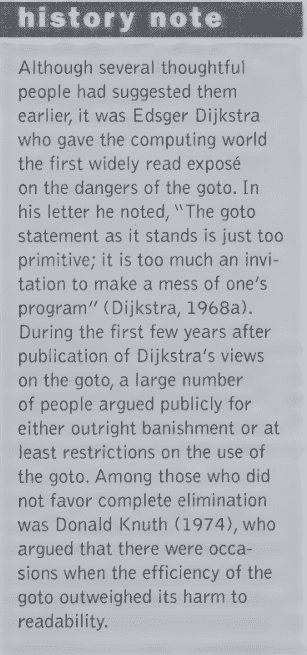 history note
Although several thoughtful
people had suggested them
earlier, it was Edsger Dijkstra
who gave the computing world
the first widely read exposé
on the dangers of the goto. In
his letter he noted, “The goto
statement as it stands is just too
primitive; it is too much an invi-
tation to make a mess of one’s
program” (Dijkstra, 1968a).
During the first few years after
publication of Dijkstra’s views
on the goto, a large number
of people argued publicly for
either outright banishment or at
least restrictions on the use of
the goto. Among those who did
not favor complete elimination
was Donald Knuth (1974), who
argued that there were occa-
sions when the efficiency of the
goto outweighed its harm to
readability.